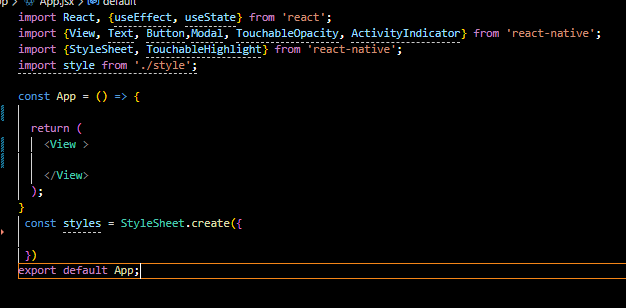 App.jsx > default
import React, {useEffect, useState} from 'react';
import {View, Text, Button,Modal, TouchableOpacity, ActivityIndicator} from 'react-native';
import {StyleSheet, TouchableHighlight} from 'react-native';
import style from './style';
const App = () => {
return (
<View >
</View>
);
}
const styles = StyleSheet.create({
})
export default App;